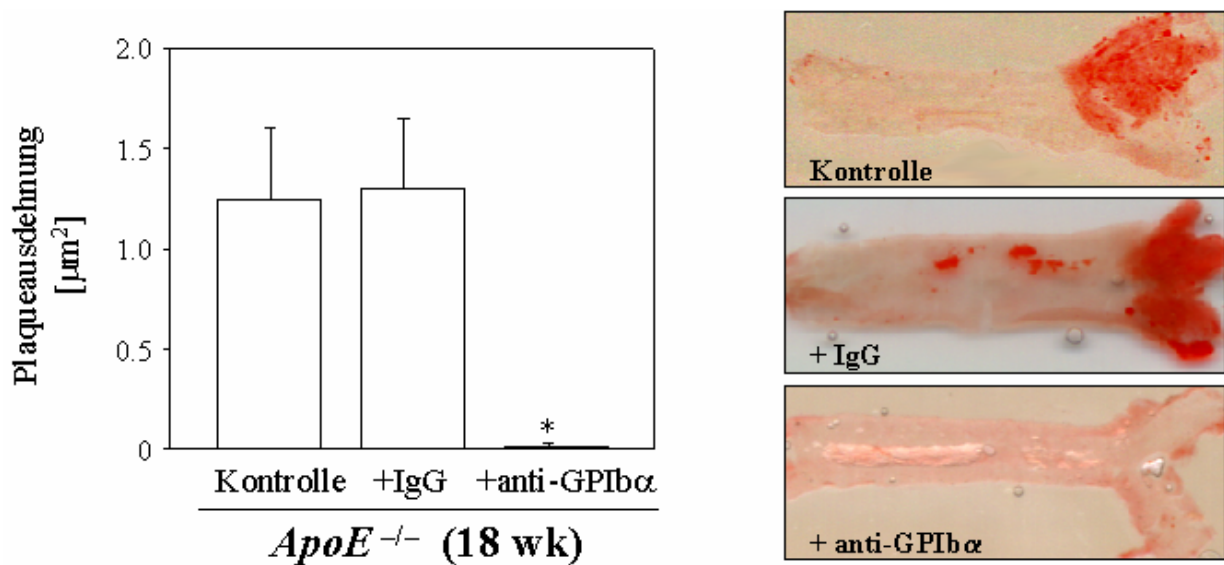 Plaqueausdehnung
[μm²]
2.0
1.5
1.0
0.5
0
*
Kontrolle +IgG +anti-GPIbα
ApoE –/– (18 wk)
Kontrolle
+ IgG
+ anti-GPIbα